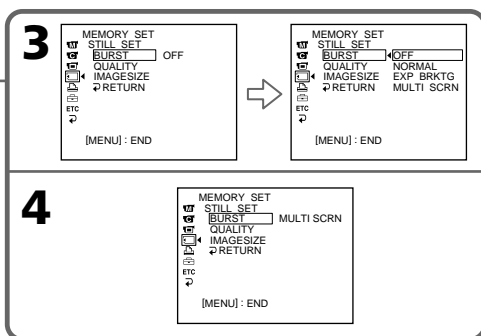 3
MEMORY SET
STILL SET
BURST OFF
QUALITY
IMAGESIZE
RETURN
ETC
[MENU] : END
MEMORY SET
STILL SET
BURST OFF
QUALITY NORMAL
IMAGESIZE EXP BRKTG
RETURN MULTI SCRN
ETC
[MENU] : END
4
MEMORY SET
STILL SET
BURST MULTI SCRN
QUALITY
IMAGESIZE
RETURN
ETC
[MENU] : END